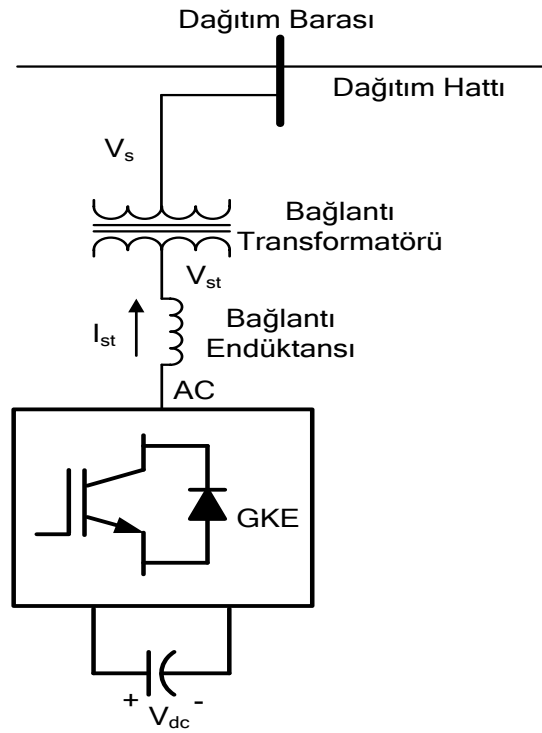 Dağıtım Barası
Dağıtım Hattı
Vs
Bağlantı
Transformatörü
Vst
Ist
Bağlantı
Endüktansı
AC
GKE
+ -
Vdc